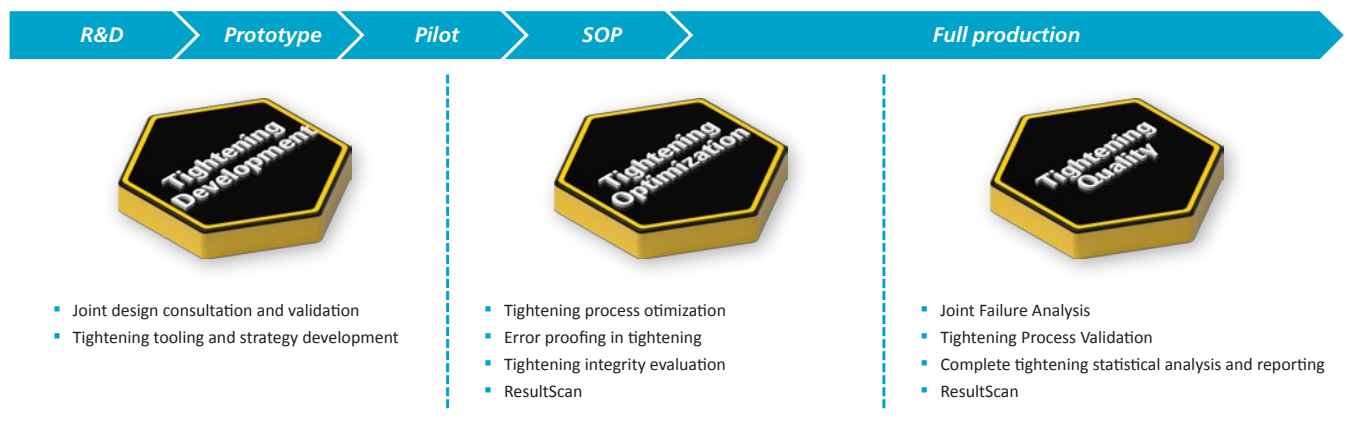 R&D
Prototype
Pilot
SOP
Full production
Tightening
Development
Tightening
Optimization
Tightening
Quality
▪ Joint design consultation and validation
▪ Tightening tooling and strategy development
▪ Tightening process otimization
▪ Error proofing in tightening
▪ Tightening integrity evaluation
▪ ResultScan
▪ Joint Failure Analysis
▪ Tightening Process Validation
▪ Complete tightening statistical analysis and reporting
▪ ResultScan